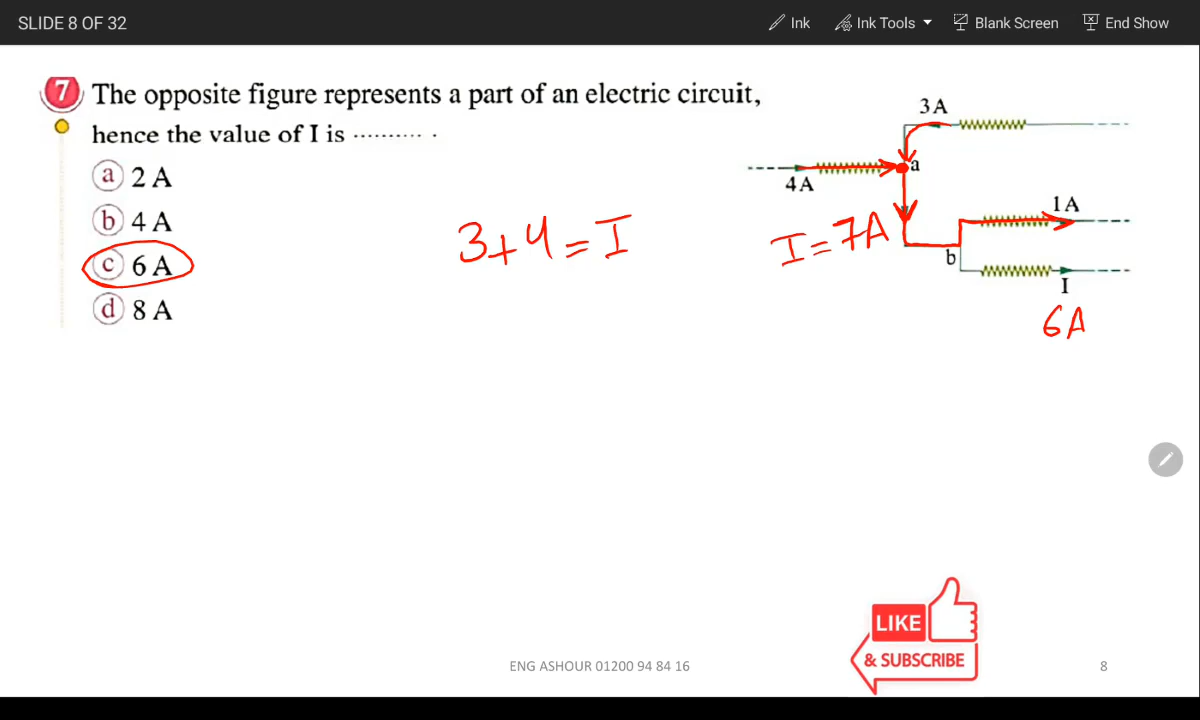 SLIDE 8 OF 32
Ink
Ink Tools
Blank Screen
End Show
7 The opposite figure represents a part of an electric circuit,
hence the value of I is .......... .
a 2 A
b 4 A
c 6 A
d 8 A
3 A
a
4A
1A
b
I
3+4=I
I=7A
6A
LIKE
& SUBSCRIBE
ENG ASHOUR 01200 94 84 16
8